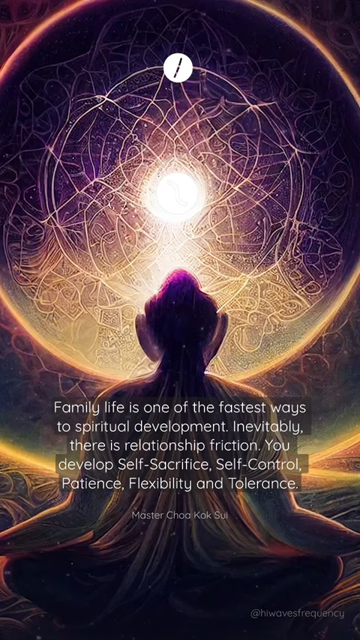 Family life is one of the fastest ways
to spiritual development. Inevitably,
there is relationship friction. You
develop Self-Sacrifice, Self-Control,
Patience, Flexibility and Tolerance.
Master Choa Kok Sui
@hiwavesfrequency